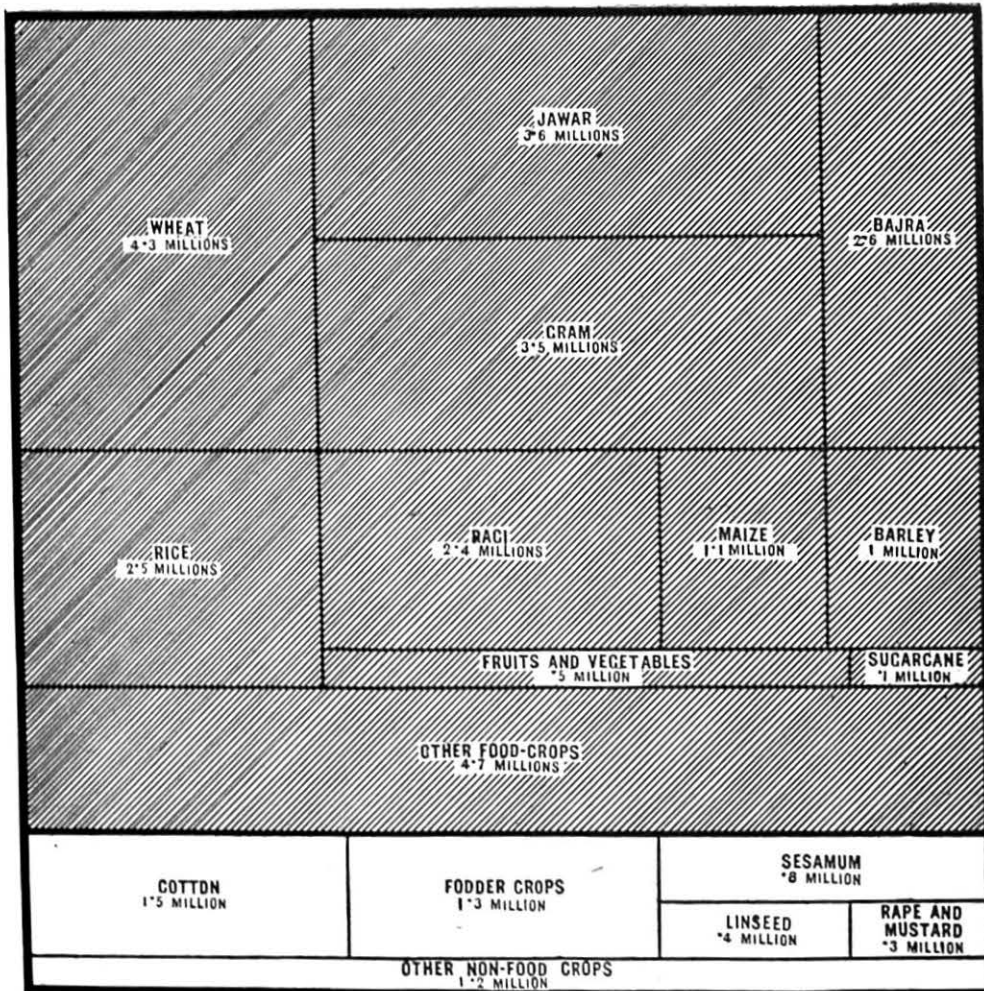 JAWAR
3·6 MILLIONS
WHEAT
4·3 MILLIONS
BAJRA
2·6 MILLIONS
GRAM
3·5 MILLIONS
RICE
2·5 MILLIONS
RAGI
2·4 MILLIONS
MAIZE
1·1 MILLION
BARLEY
1 MILLION
FRUITS AND VEGETABLES
·5 MILLION
SUGARCANE
·1 MILLION
OTHER FOOD-CROPS
4·7 MILLIONS
COTTON
1·5 MILLION
FODDER CROPS
1·3 MILLION
SESAMUM
·8 MILLION
LINSEED
·4 MILLION
RAPE AND
MUSTARD
·3 MILLION
OTHER NON-FOOD CROPS
1·2 MILLION